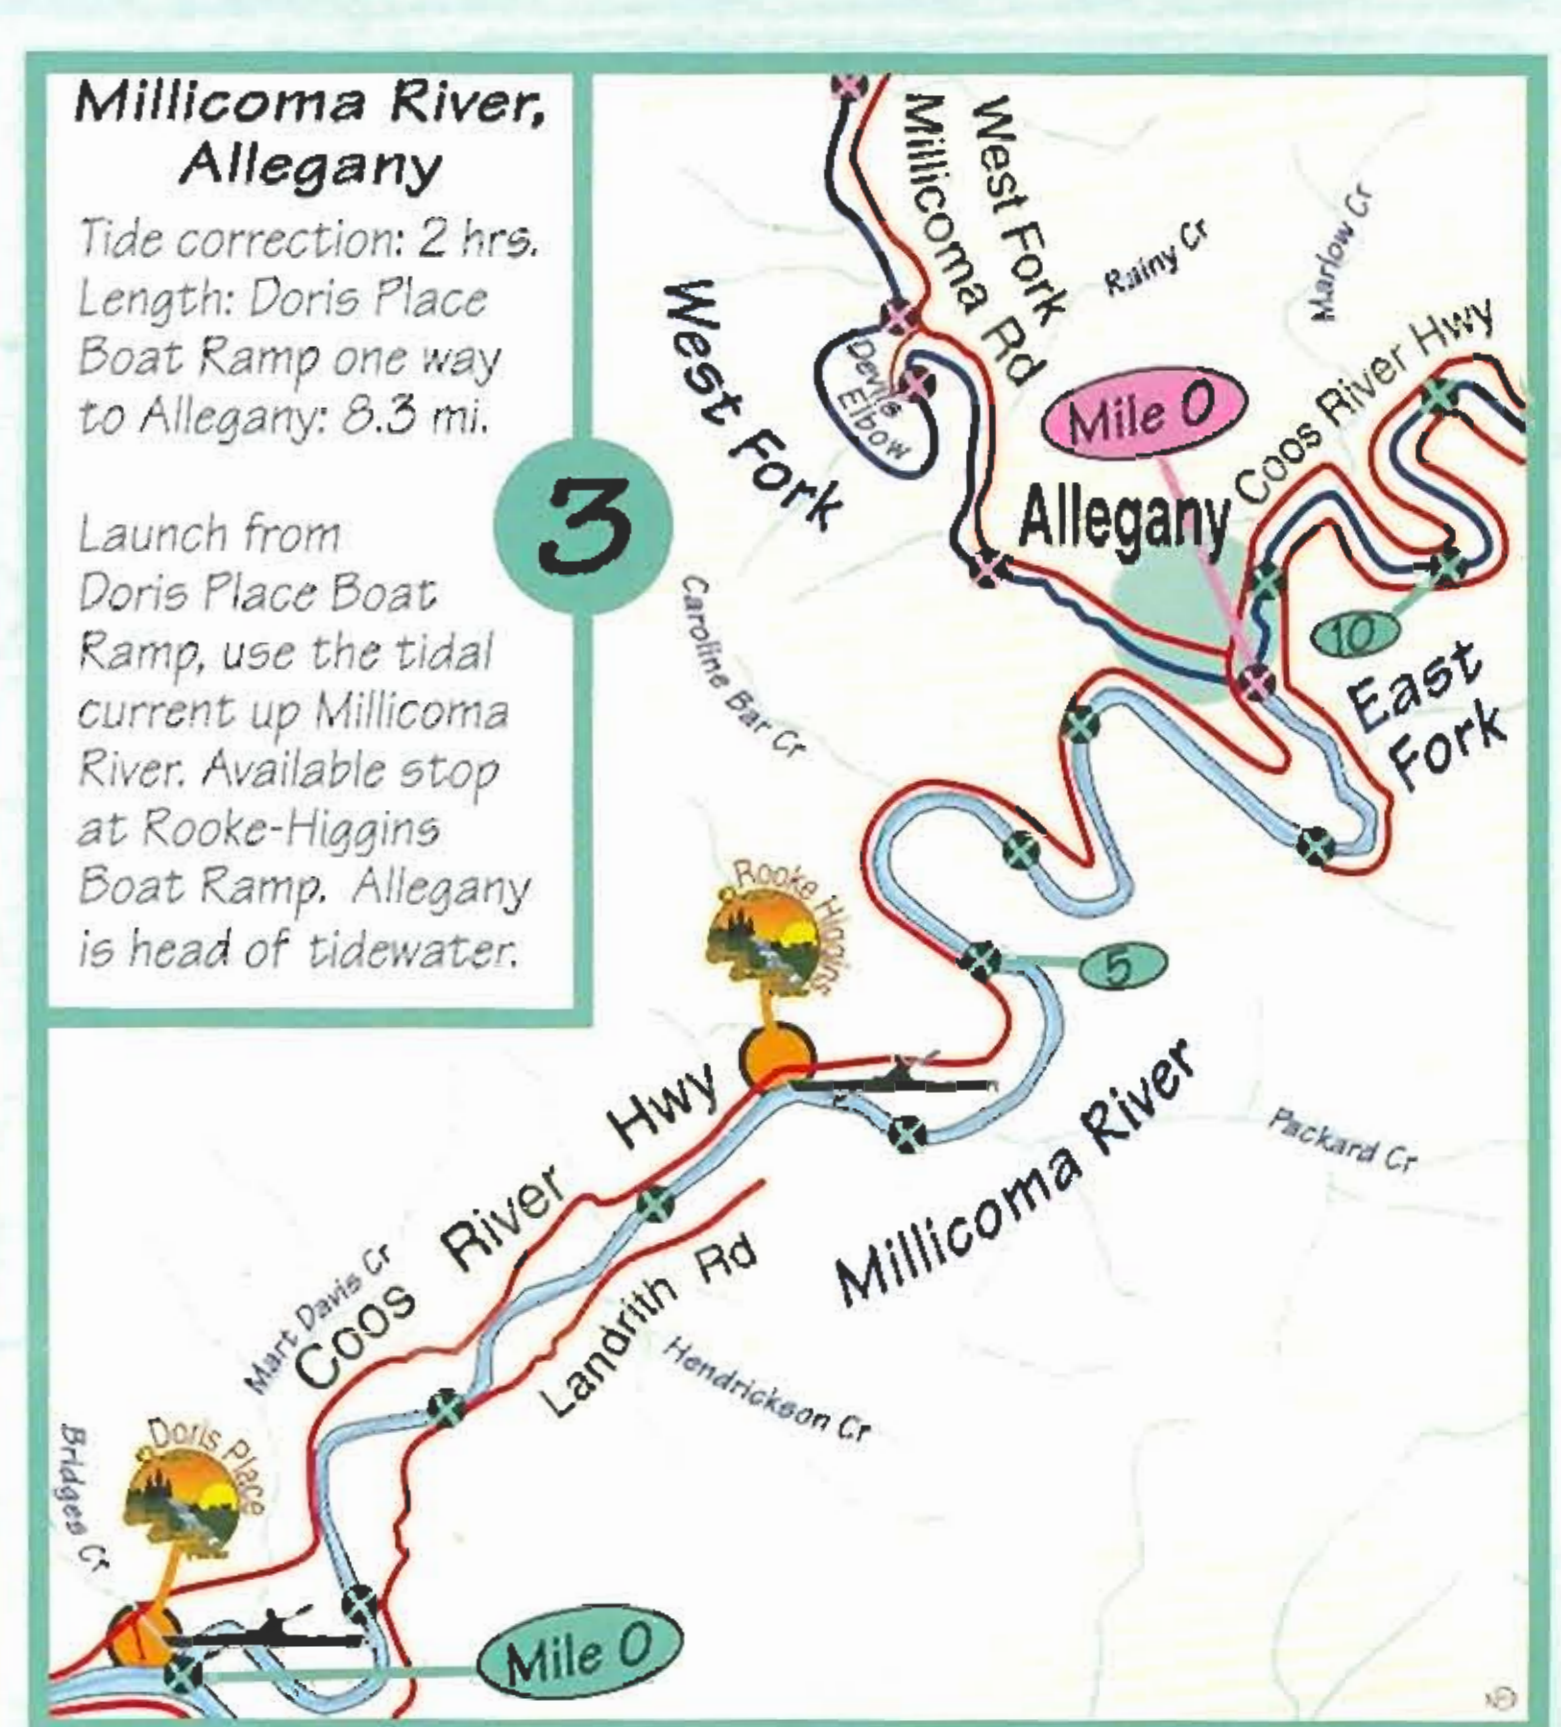 Millicoma River,
Allegany
Tide correction: 2 hrs.
Length: Doris Place
Boat Ramp one way
to Allegany: 8.3 mi.
Launch from
Doris Place Boat
Ramp, use the tidal
current up Millicoma
River. Available stop
at Rooke-Higgins
Boat Ramp. Allegany
is head of tidewater.
3
West Fork
Millicoma Rd
West Fork
Devils
Elbow
Rainy Cr
Marlow Cr
Coos River Hwy
Mile 0
Allegany
10
East
Fork
Caroline Bar Cr
Rooke Higgins
5
Millicoma River
Packard Cr
Coos River Hwy
Landrith Rd
Mart Davis Cr
Hendrickson Cr
Bridges Cr
Doris Place
Mile 0